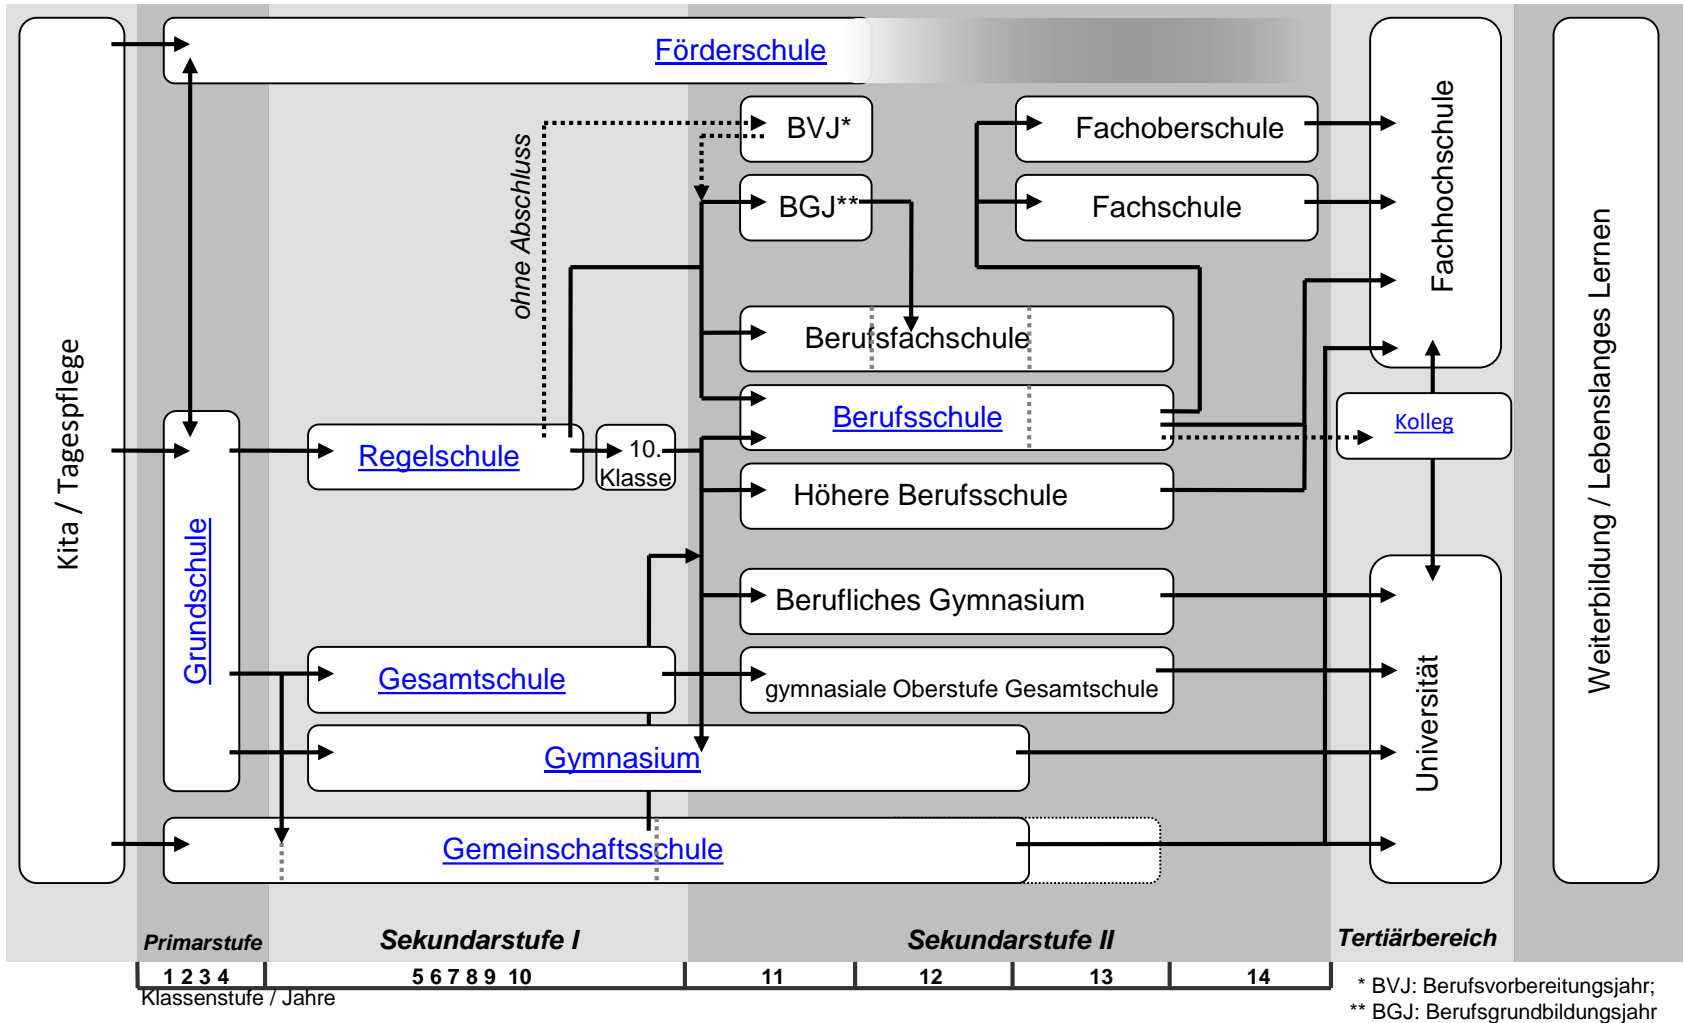 Kita / Tagespflege
Förderschule
Grundschule
ohne Abschluss
BVJ*
BGJ**
Fachoberschule
Fachschule
Fachhochschule
Weiterbildung / Lebenslanges Lernen
Berufsfachschule
Berufsschule
Kolleg
Regelschule
10.
Klasse
Höhere Berufsschule
Berufliches Gymnasium
Gesamtschule
gymnasiale Oberstufe Gesamtschule
Gymnasium
Universität
Gemeinschaftsschule
Primarstufe
Sekundarstufe I
Sekundarstufe II
Tertiärbereich
1 2 3 4
5 6 7 8 9 10
11
12
13
14
Klassenstufe / Jahre
* BVJ: Berufsvorbereitungsjahr;
** BGJ: Berufsgrundbildungsjahr